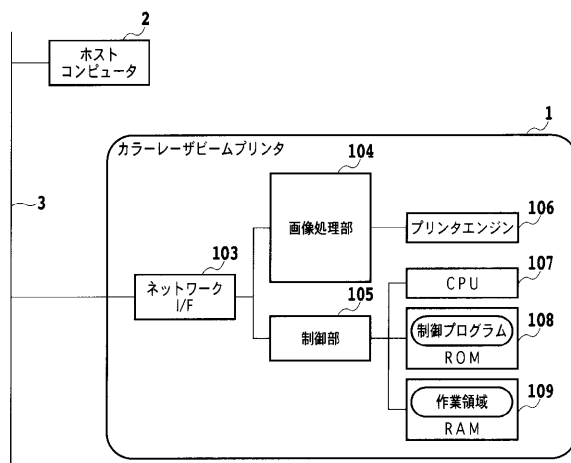 2
ホスト
コンピュータ
1
カラーレーザビームプリンタ
104
3
画像処理部
106
プリンタエンジン
103
ネットワーク
I/F
107
CPU
105
制御部
制御プログラム
108
ROM
作業領域
109
RAM